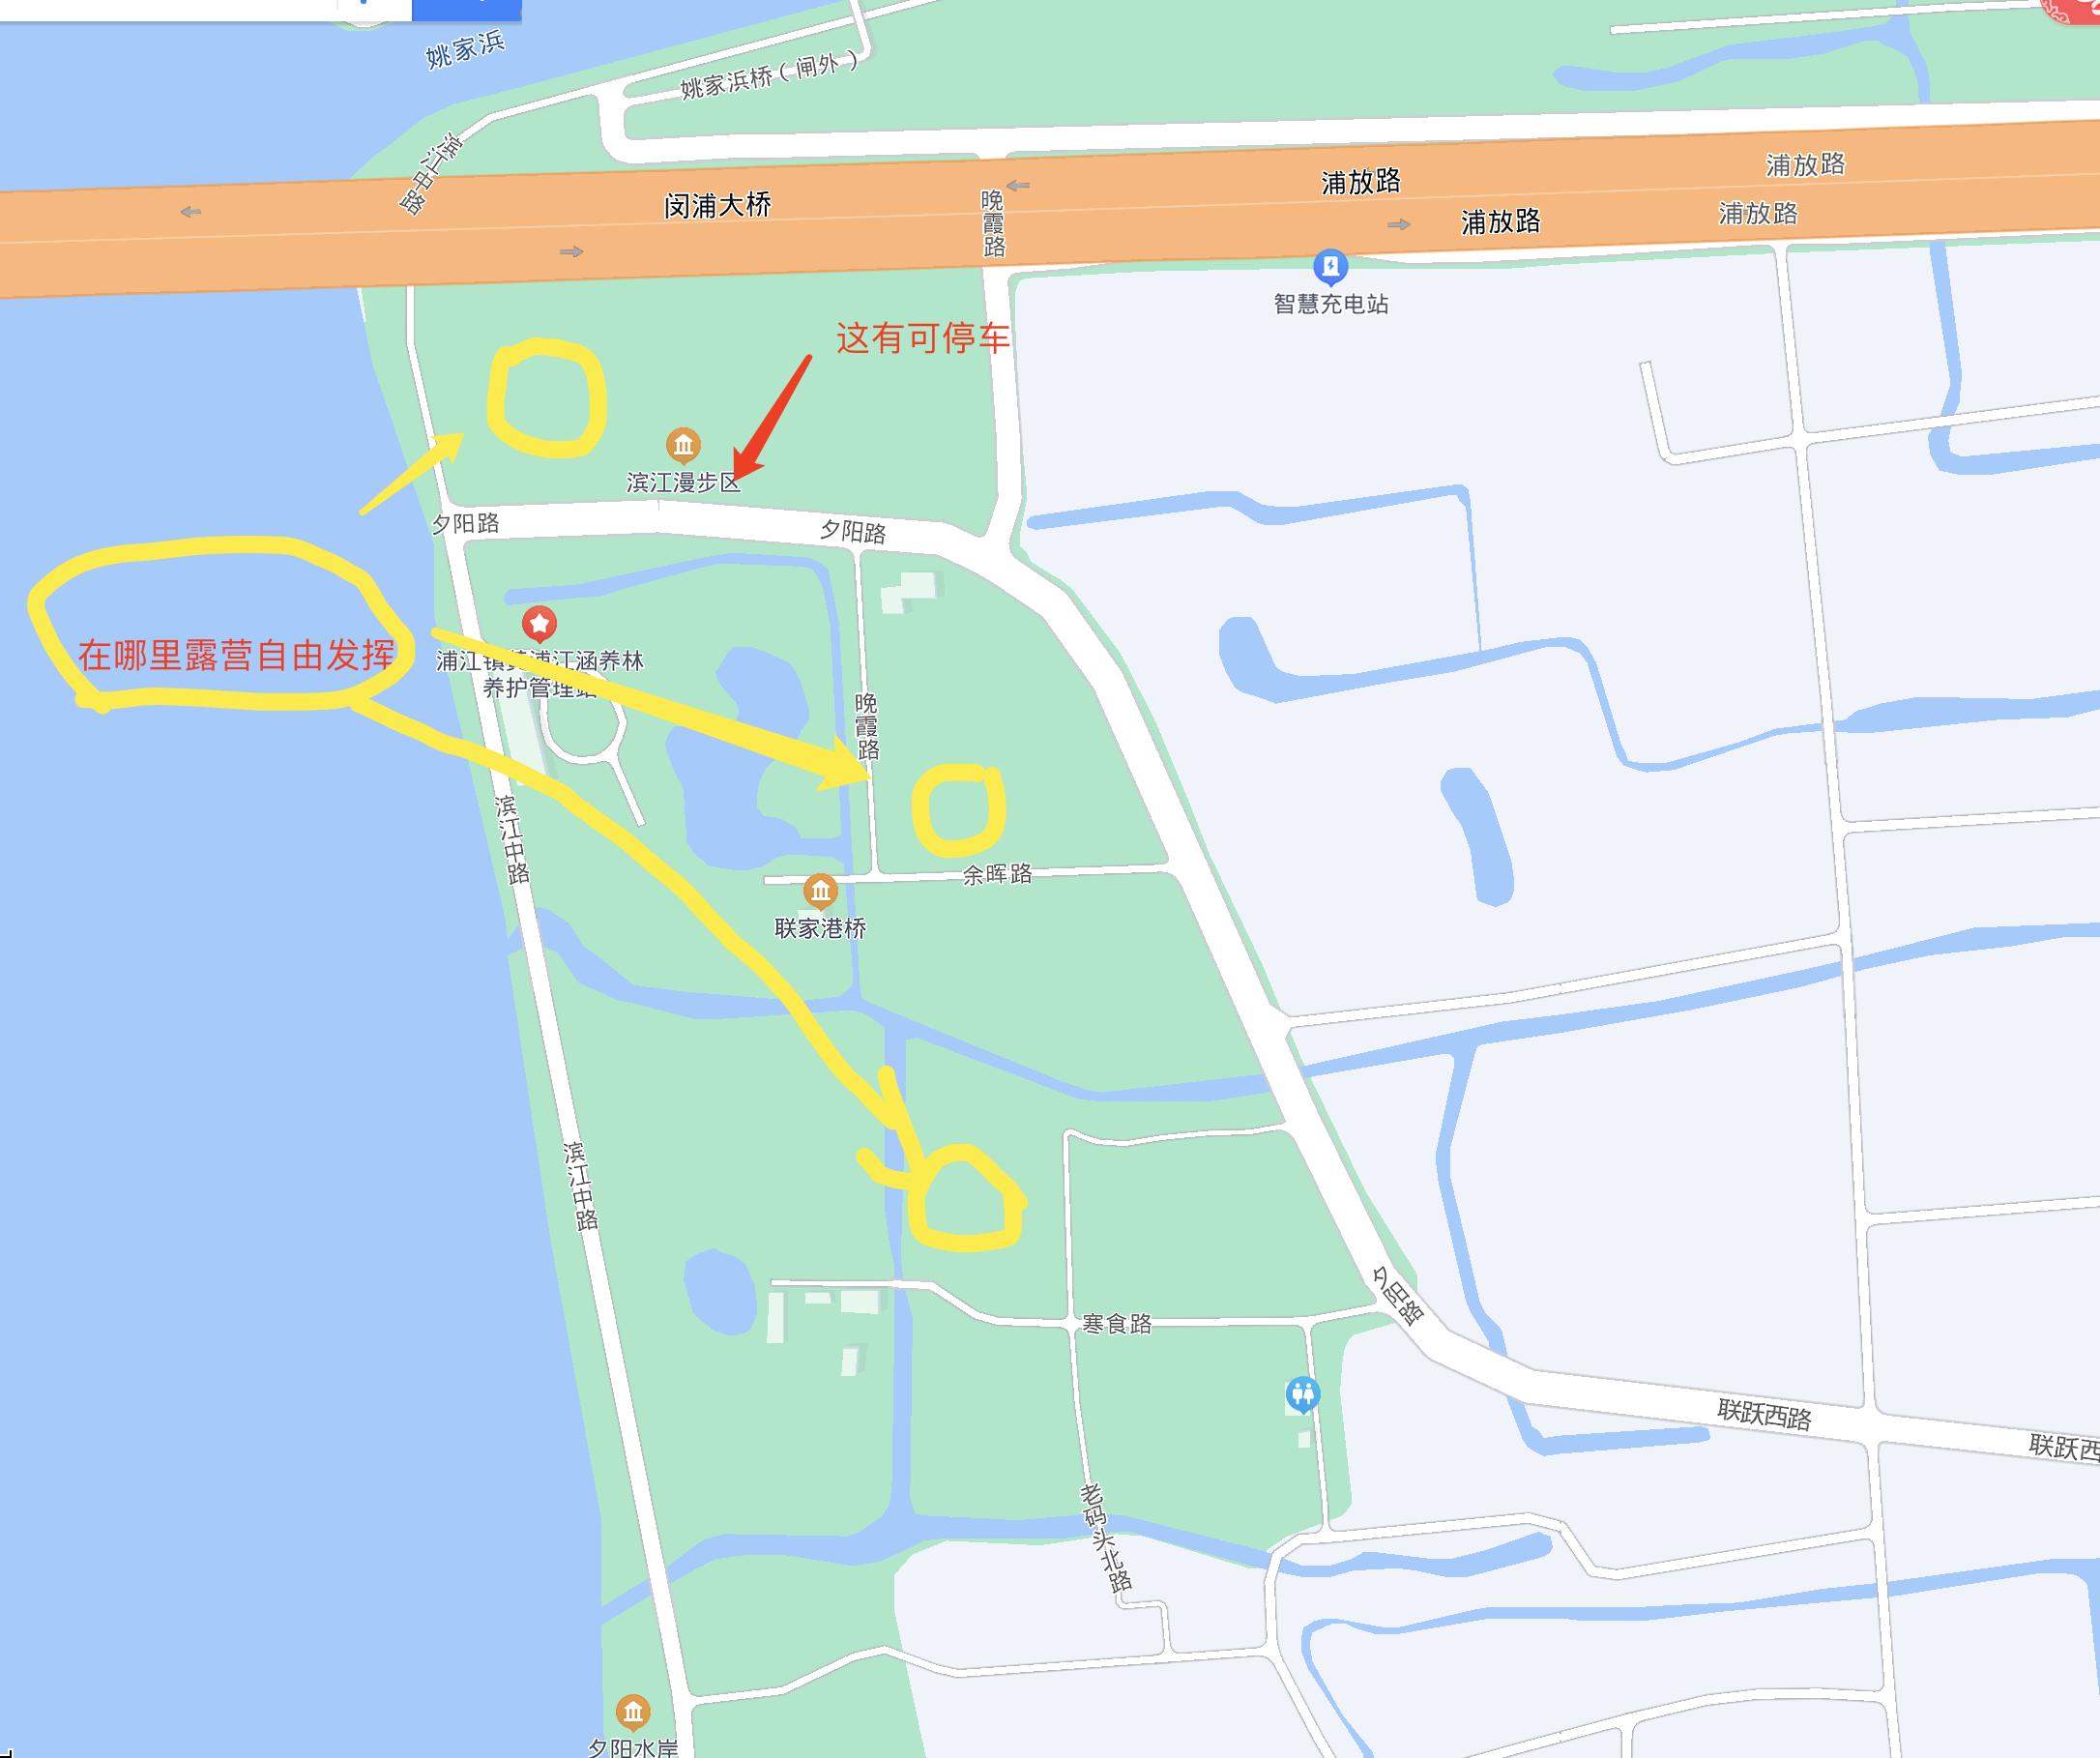 姚家浜
姚家浜桥（闸外）
滨江中路
闵浦大桥
浦放路
浦放路
浦放路
浦放路
晚霞路
智慧充电站
这有可停车
滨江漫步区
夕阳路
夕阳路
在哪里露营自由发挥
浦江镇黄浦江涵养林
养护管理站
晚霞路
滨江中路
余晖路
联家港桥
滨江中路
夕阳路
寒食路
联跃西路
联跃西
老码头北路
夕阳水岸